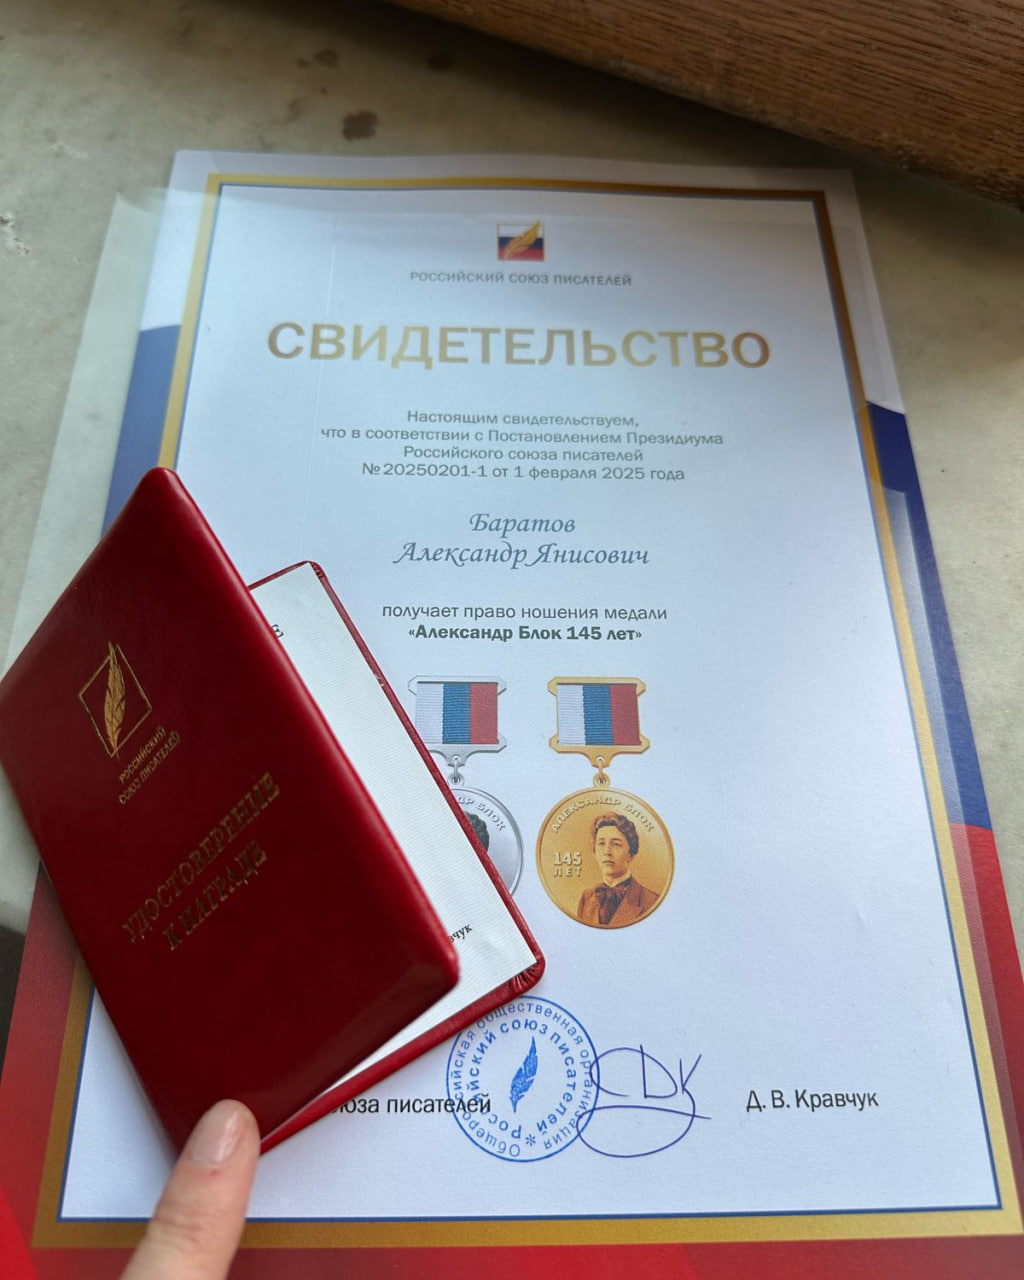 РОССИЙСКИЙ СОЮЗ ПИСАТЕЛЕЙ
СВИДЕТЕЛЬСТВО
Настоящим свидетельствуем,
что в соответствии с Постановлением Президиума
Российского союза писателей
№ 20250201-1 от 1 февраля 2025 года
Баратов
Александр Янисович
получает право ношения медали
«Александр Блок 145 лет»
АЛЕКСАНДР БЛОК
145
ЛЕТ
РОССИЙСКИЙ
СОЮЗ ПИСАТЕЛЕЙ
УДОСТОВЕРЕНИЕ
К НАГРАДЕ
Общероссийская общественная организация
Российский союз писателей
писателей
Д. В. Кравчук